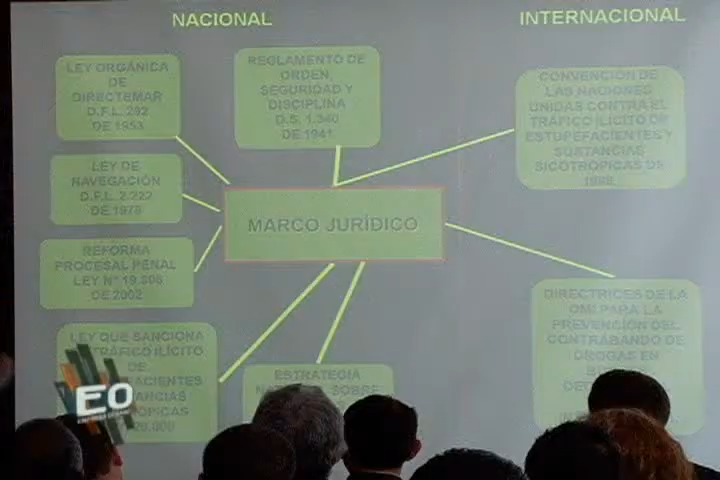 NACIONAL
INTERNACIONAL
LEY ORGÁNICA
DE
DIRECTEMAR
D.F.L. 292
DE 1953
REGLAMENTO DE
ORDEN,
SEGURIDAD Y
DISCIPLINA
D.S. 1.340
DE 1941
CONVENCIÓN DE
LAS NACIONES
UNIDAS CONTRA EL
TRÁFICO ILÍCITO DE
ESTUPEFACIENTES Y
SUSTANCIAS
SICOTRÓPICAS DE
1988
LEY DE
NAVEGACIÓN
D.F.L. 2.222
DE 1978
MARCO JURÍDICO
REFORMA
PROCESAL PENAL
LEY Nº 19.806
DE 2002
DIRECTRICES DE LA
OMI PARA LA
PREVENCIÓN DEL
CONTRABANDO DE
DROGAS EN
LEY QUE SANCIONA
TRÁFICO ILÍCITO
DE
ESTRATEGIA
SOBRE
EO